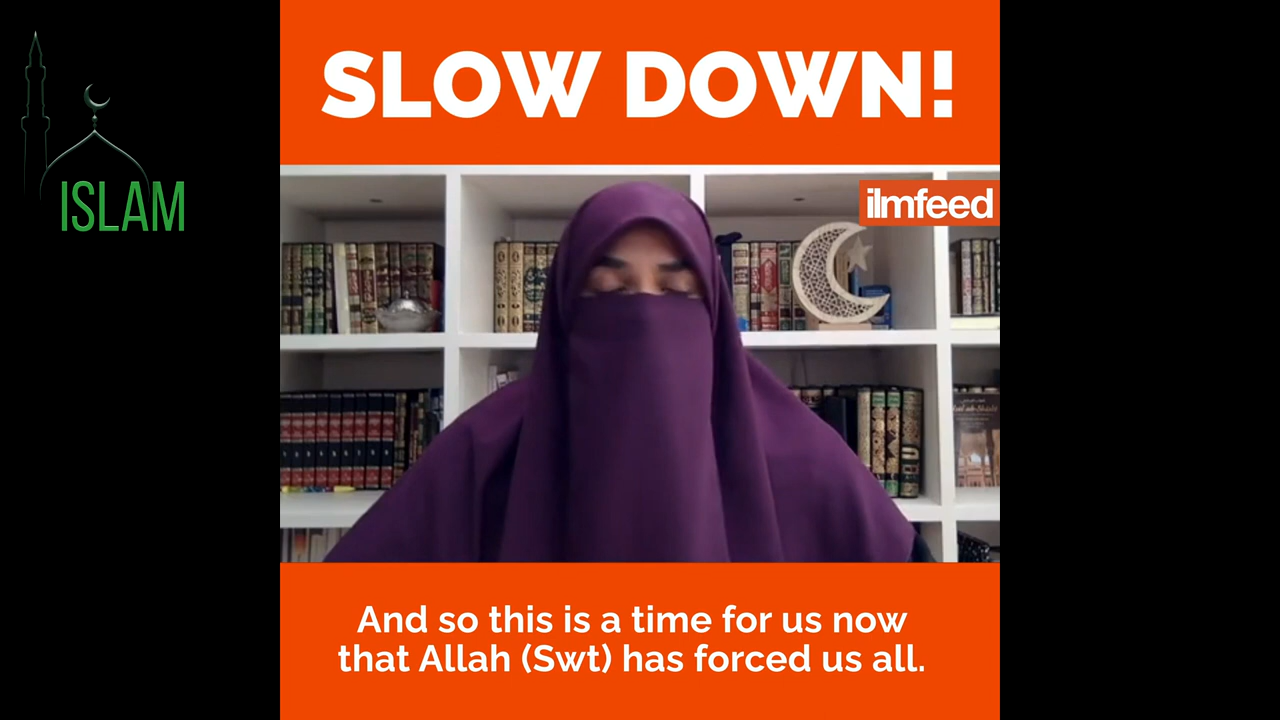 SLOW DOWN!
ISLAM
ilmfeed
And so this is a time for us now
that Allah (Swt) has forced us all.